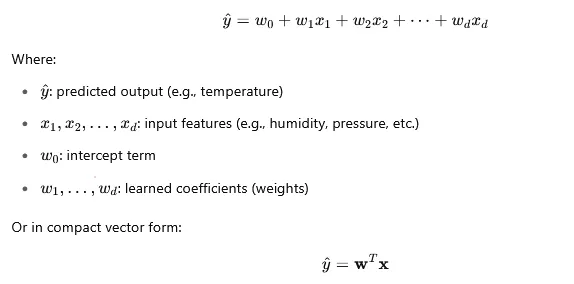 ŷ = w₀ + w₁x₁ + w₂x₂ + ⋯ + w_dx_d
Where:
• ŷ: predicted output (e.g., temperature)
• x₁, x₂, . . . , x_d: input features (e.g., humidity, pressure, etc.)
• w₀: intercept term
• w₁, . . . , w_d: learned coefficients (weights)
Or in compact vector form:
ŷ = 𝐰ᵀ𝐱